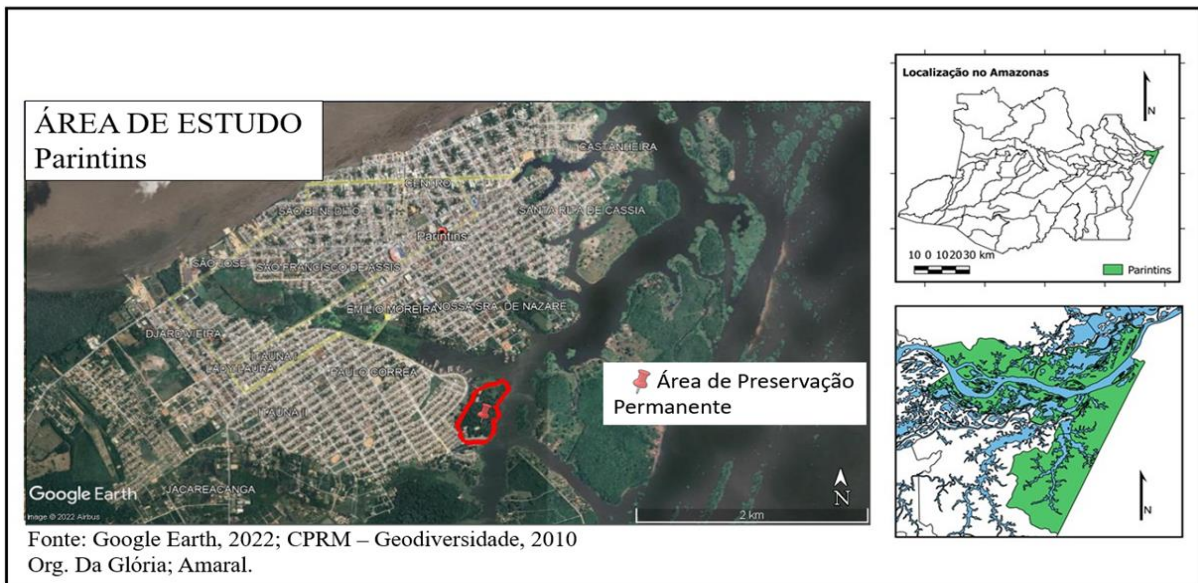 ÁREA DE ESTUDO
Parintins
CASTANHEIRA
CENTRO
SÃO BENEDITO
SANTA RITA DE CASSIA
Parintins
SÃO JOSÉ
SÃO FRANCISCO DE ASSIS
EMILIO MOREIRA
NOSSA SRA. DE NAZARE
DJARD VIEIRA
ITAUNA I
LADY LAURA
PAULO CORREA
ITAUNA II
JACAREACANGA
Área de Preservação
Permanente
Google Earth
Image © 2022 Airbus
N
2 km
Fonte: Google Earth, 2022; CPRM – Geodiversidade, 2010
Org. Da Glória; Amaral.
Localização no Amazonas
N
10 0 102030 km
Parintins
N